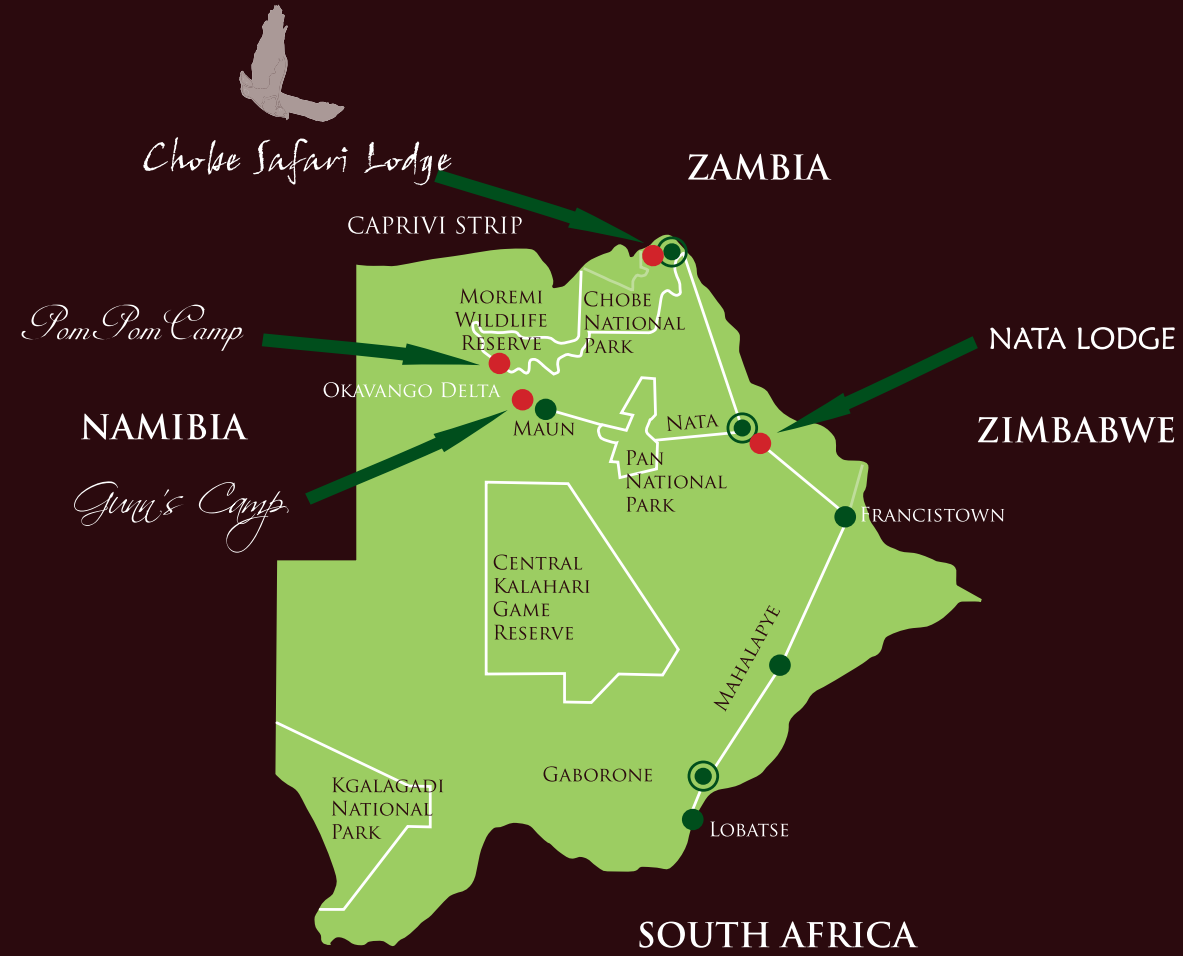 Chobe Safari Lodge
ZAMBIA
CAPRIVI STRIP
MOREMI
WILDLIFE
RESERVE
CHOBE
NATIONAL
PARK
Pom Pom Camp
NATA LODGE
OKAVANGO DELTA
NAMIBIA
MAUN
NATA
ZIMBABWE
PAN
NATIONAL
PARK
Gunn's Camp
FRANCISTOWN
CENTRAL
KALAHARI
GAME
RESERVE
MAHALAPYE
GABORONE
KGALAGADI
NATIONAL
PARK
LOBATSE
SOUTH AFRICA